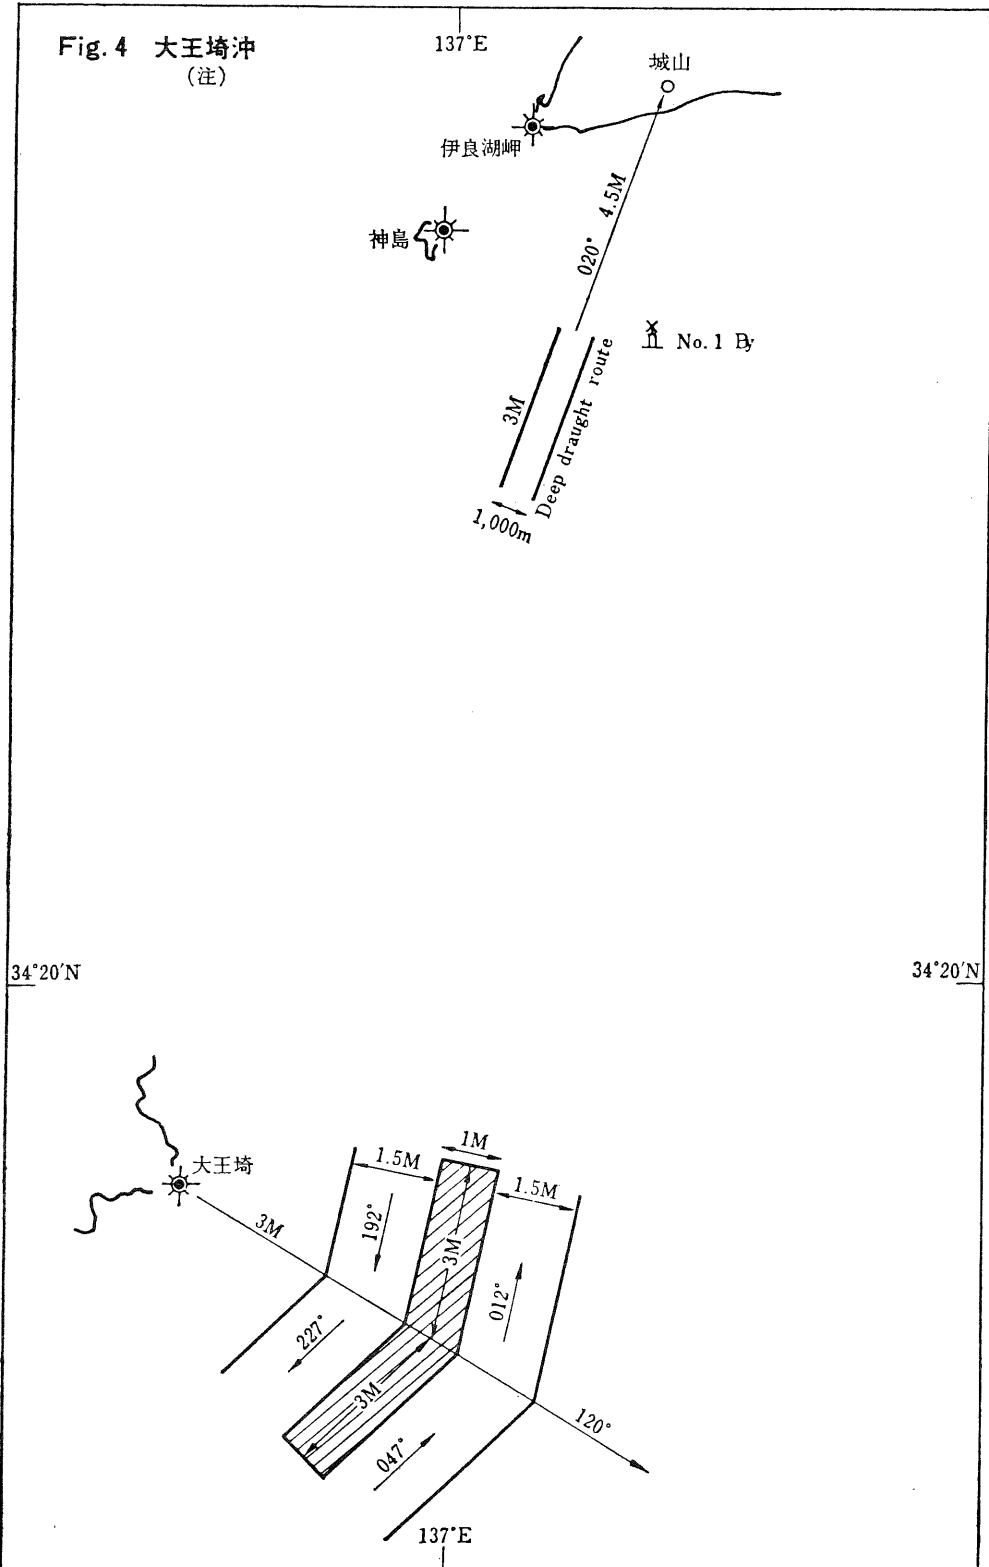 Fig. 4 大王埼沖
(注)
137°E
城山
伊良湖岬
神島
020° 4.5M
No. 1 By
3M
Deep draught route
1,000m
34°20′N
34°20′N
大王埼
3M
1.5M
1M
1.5M
192°
3M
012°
227°
3M
047°
120°
137°E